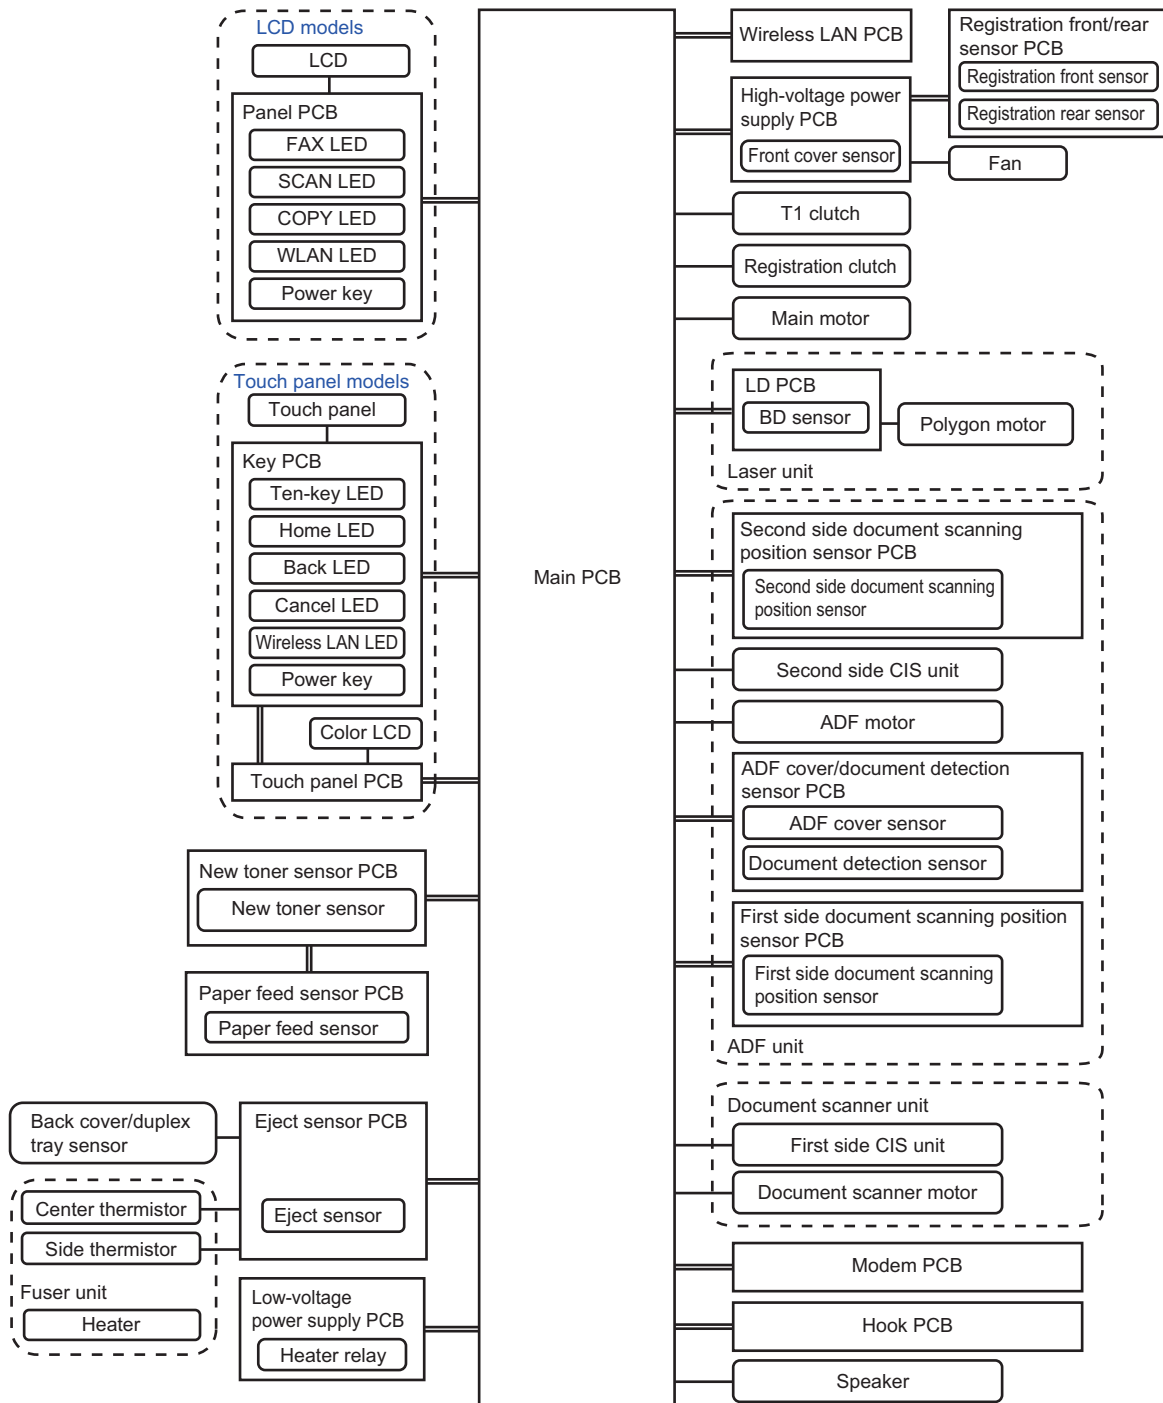 LCD models
LCD
Panel PCB
FAX LED
SCAN LED
COPY LED
WLAN LED
Power key
Touch panel models
Touch panel
Key PCB
Ten-key LED
Home LED
Back LED
Cancel LED
Wireless LAN LED
Power key
Color LCD
Touch panel PCB
New toner sensor PCB
New toner sensor
Paper feed sensor PCB
Paper feed sensor
Back cover/duplex
tray sensor
Eject sensor PCB
Eject sensor
Center thermistor
Side thermistor
Fuser unit
Heater
Low-voltage
power supply PCB
Heater relay
Main PCB
Wireless LAN PCB
High-voltage power
supply PCB
Front cover sensor
Registration front/rear
sensor PCB
Registration front sensor
Registration rear sensor
Fan
T1 clutch
Registration clutch
Main motor
LD PCB
BD sensor
Polygon motor
Laser unit
Second side document scanning
position sensor PCB
Second side document scanning
position sensor
Second side CIS unit
ADF motor
ADF cover/document detection
sensor PCB
ADF cover sensor
Document detection sensor
First side document scanning position
sensor PCB
First side document scanning
position sensor
ADF unit
Document scanner unit
First side CIS unit
Document scanner motor
Modem PCB
Hook PCB
Speaker